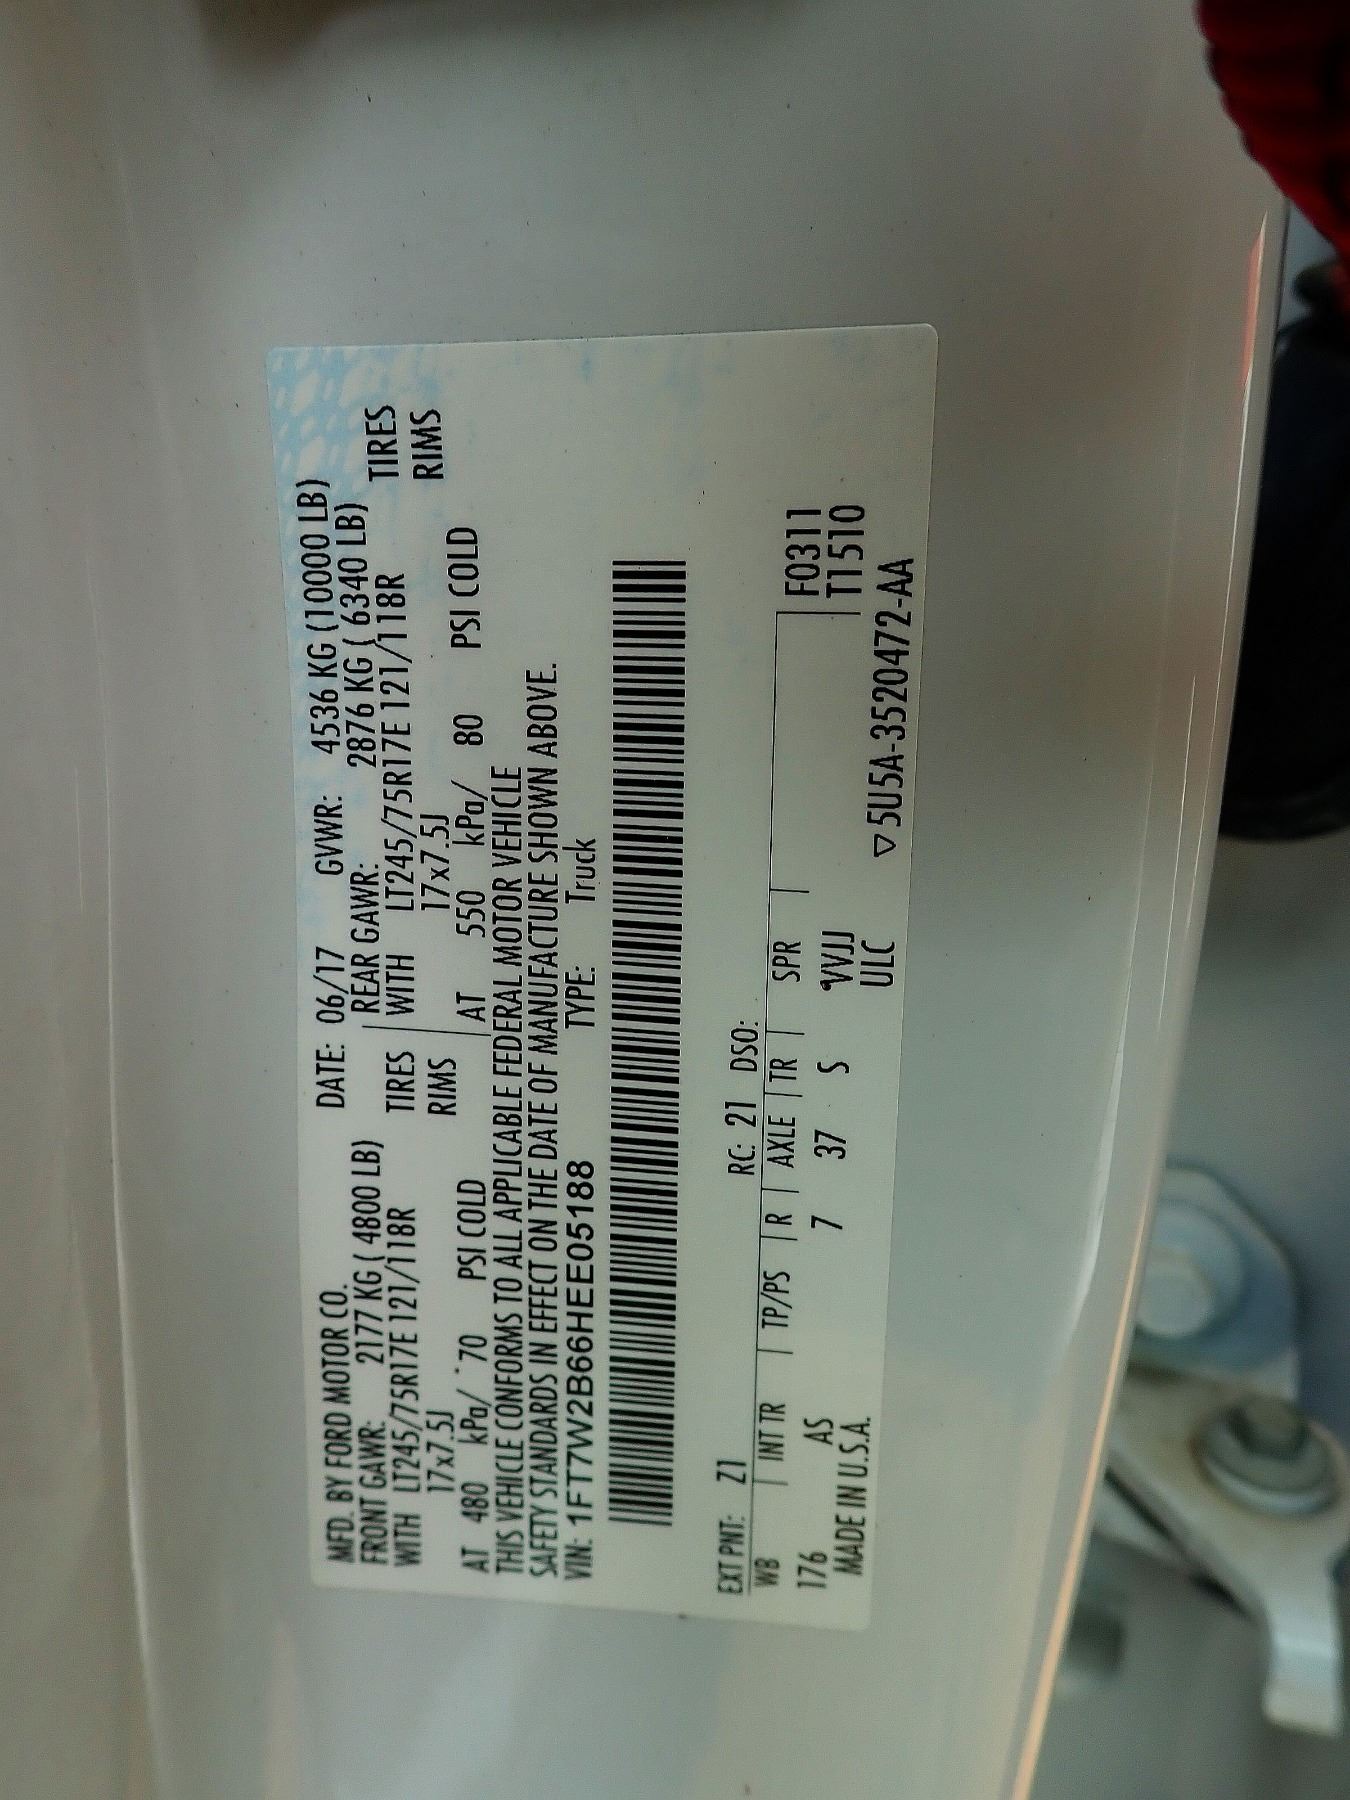 MFD. BY FORD MOTOR CO. DATE: 06/17 GVWR: 4536 KG (10000 LB)
FRONT GAWR: 2177 KG ( 4800 LB) REAR GAWR: 2876 KG ( 6340 LB)
WITH LT245/75R17E 121/118R TIRES WITH LT245/75R17E 121/118R TIRES
17x7.5J RIMS 17x7.5J RIMS
AT 480 kPa/ 70 PSI COLD AT 550 kPa/ 80 PSI COLD
THIS VEHICLE CONFORMS TO ALL APPLICABLE FEDERAL MOTOR VEHICLE
SAFETY STANDARDS IN EFFECT ON THE DATE OF MANUFACTURE SHOWN ABOVE.
VIN: 1FT7W2B66HEE05188 TYPE: Truck
EXT PNT: Z1 RC: 21 DSO:
WB INT TR TP/PS R AXLE TR SPR F0311
176 AS 7 37 S VVJJ T1510
MADE IN U.S.A. ULC ▽5U5A-3520472-AA